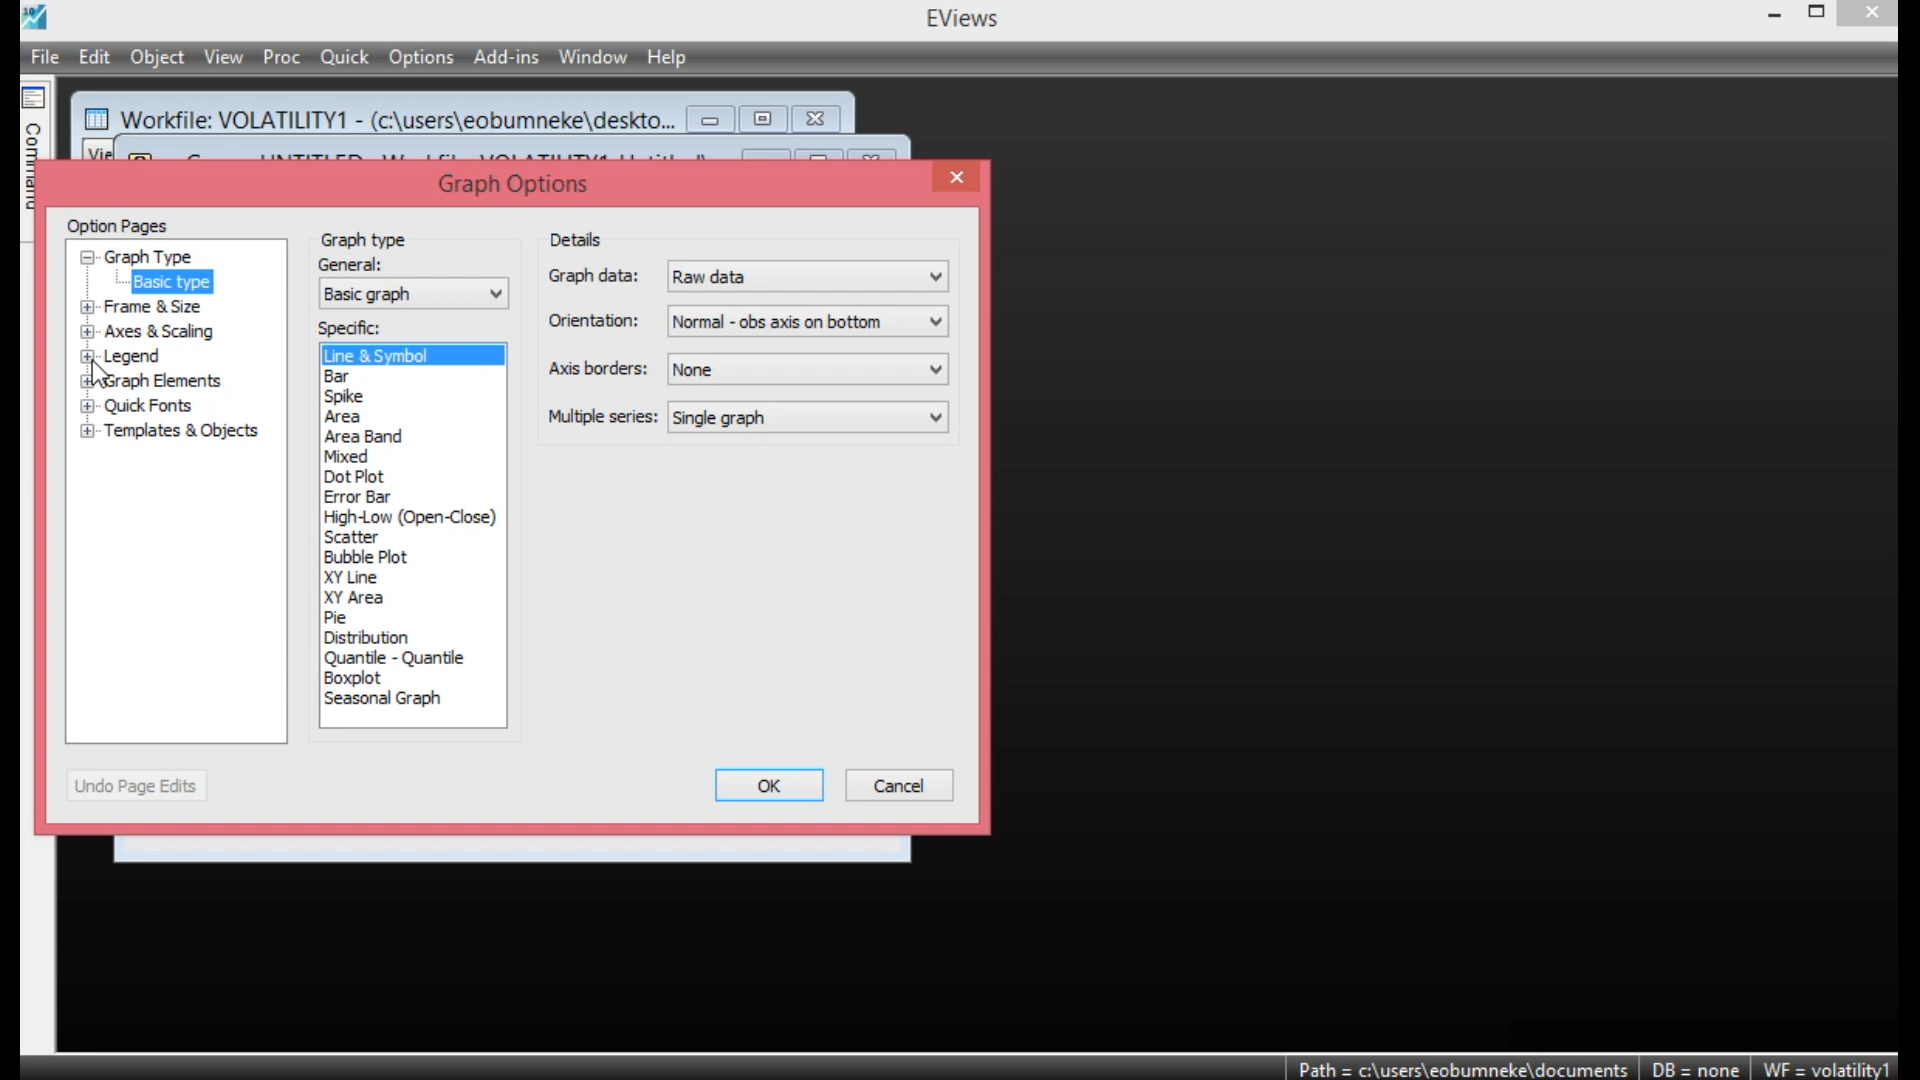 EViews
File Edit Object View Proc Quick Options Add-ins Window Help
Command
Workfile: VOLATILITY1 - (c:\users\eobumneke\deskto...
Vie
Graph Options
Option Pages
Graph Type
Basic type
Frame & Size
Axes & Scaling
Legend
Graph Elements
Quick Fonts
Templates & Objects
Graph type
General:
Basic graph
Specific:
Line & Symbol
Bar
Spike
Area
Area Band
Mixed
Dot Plot
Error Bar
High-Low (Open-Close)
Scatter
Bubble Plot
XY Line
XY Area
Pie
Distribution
Quantile - Quantile
Boxplot
Seasonal Graph
Details
Graph data: Raw data
Orientation: Normal - obs axis on bottom
Axis borders: None
Multiple series: Single graph
Undo Page Edits
OK
Cancel
Path = c:\users\eobumneke\documents DB = none WF = volatility1